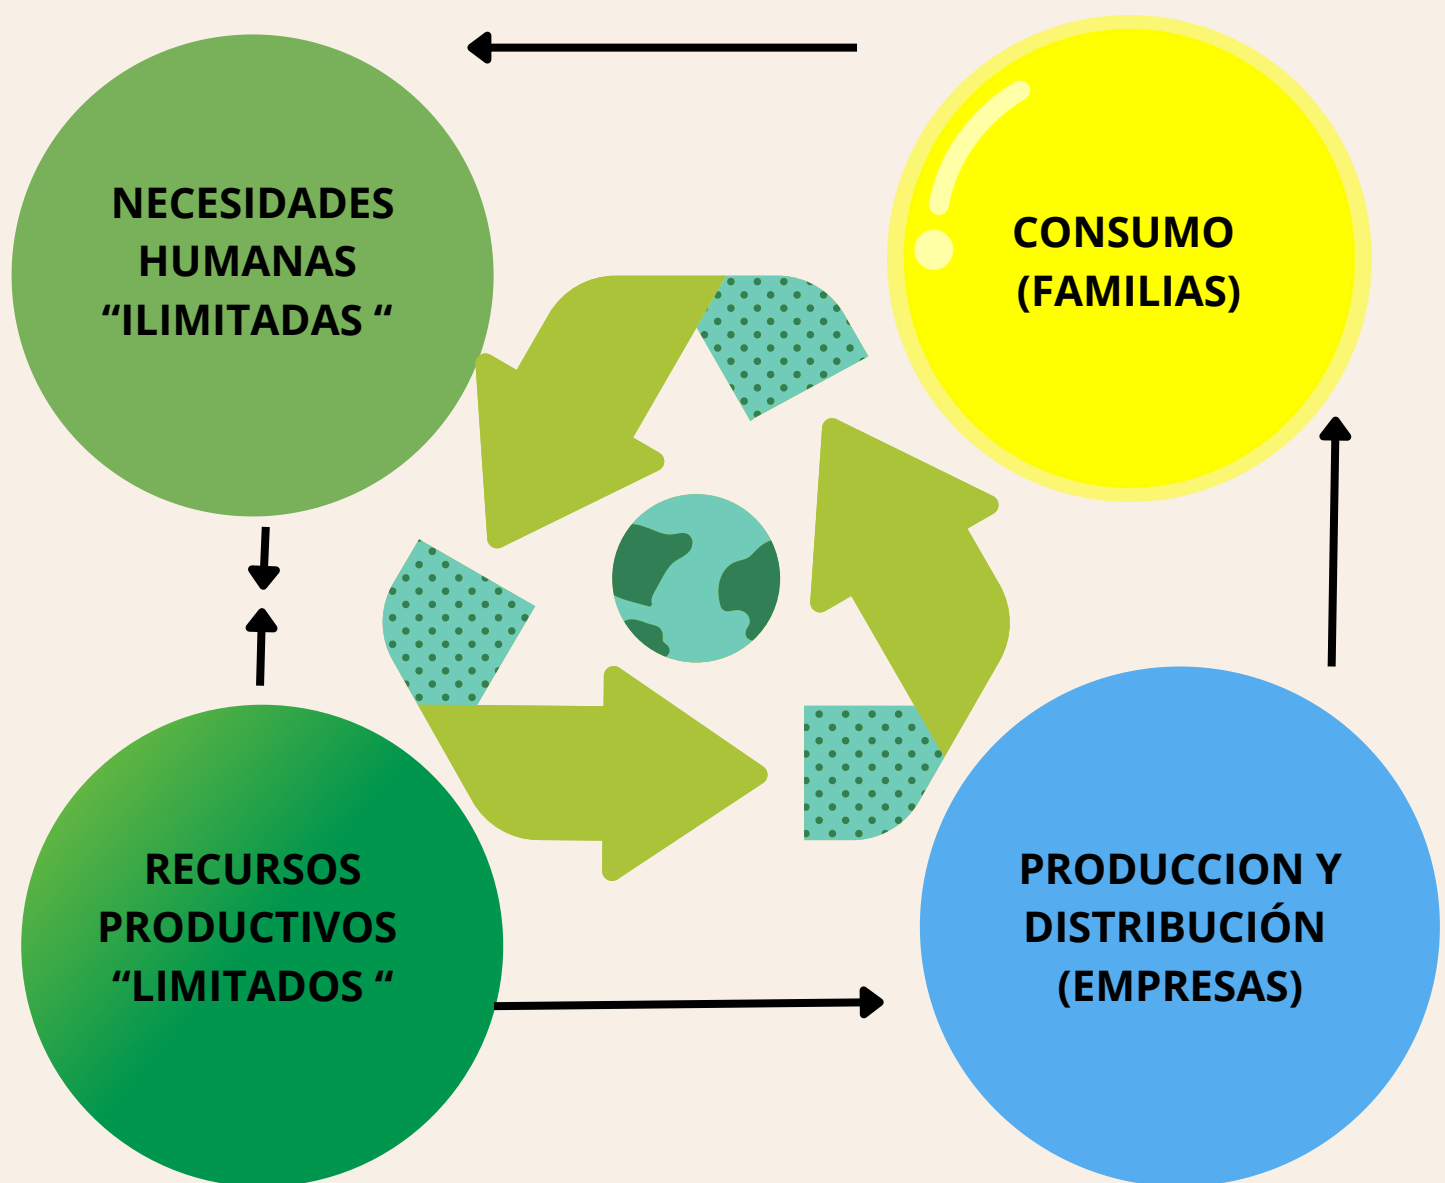 NECESIDADES
HUMANAS
“ILIMITADAS “
CONSUMO
(FAMILIAS)
RECURSOS
PRODUCTIVOS
“LIMITADOS “
PRODUCCION Y
DISTRIBUCIÓN
(EMPRESAS)